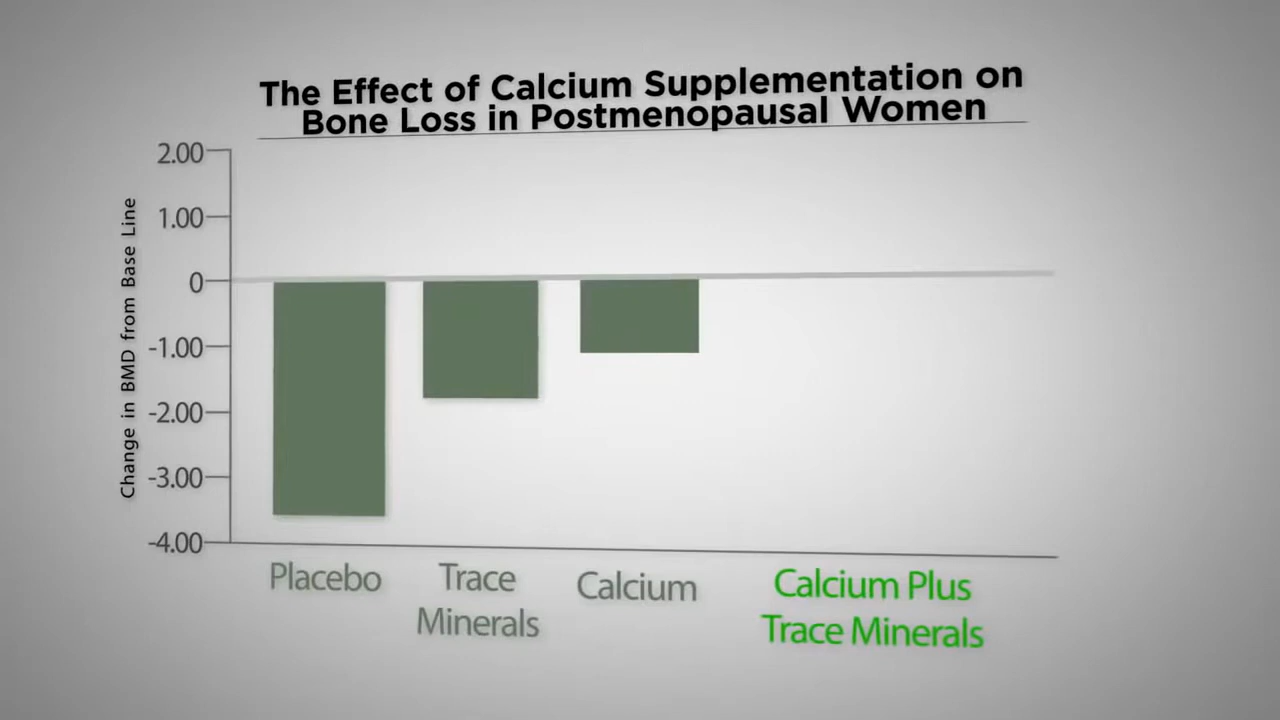 The Effect of Calcium Supplementation on
Bone Loss in Postmenopausal Women
Change in BMD from Base Line
2.00
1.00
0
-1.00
-2.00
-3.00
-4.00
Placebo
Trace
Minerals
Calcium
Calcium Plus
Trace Minerals